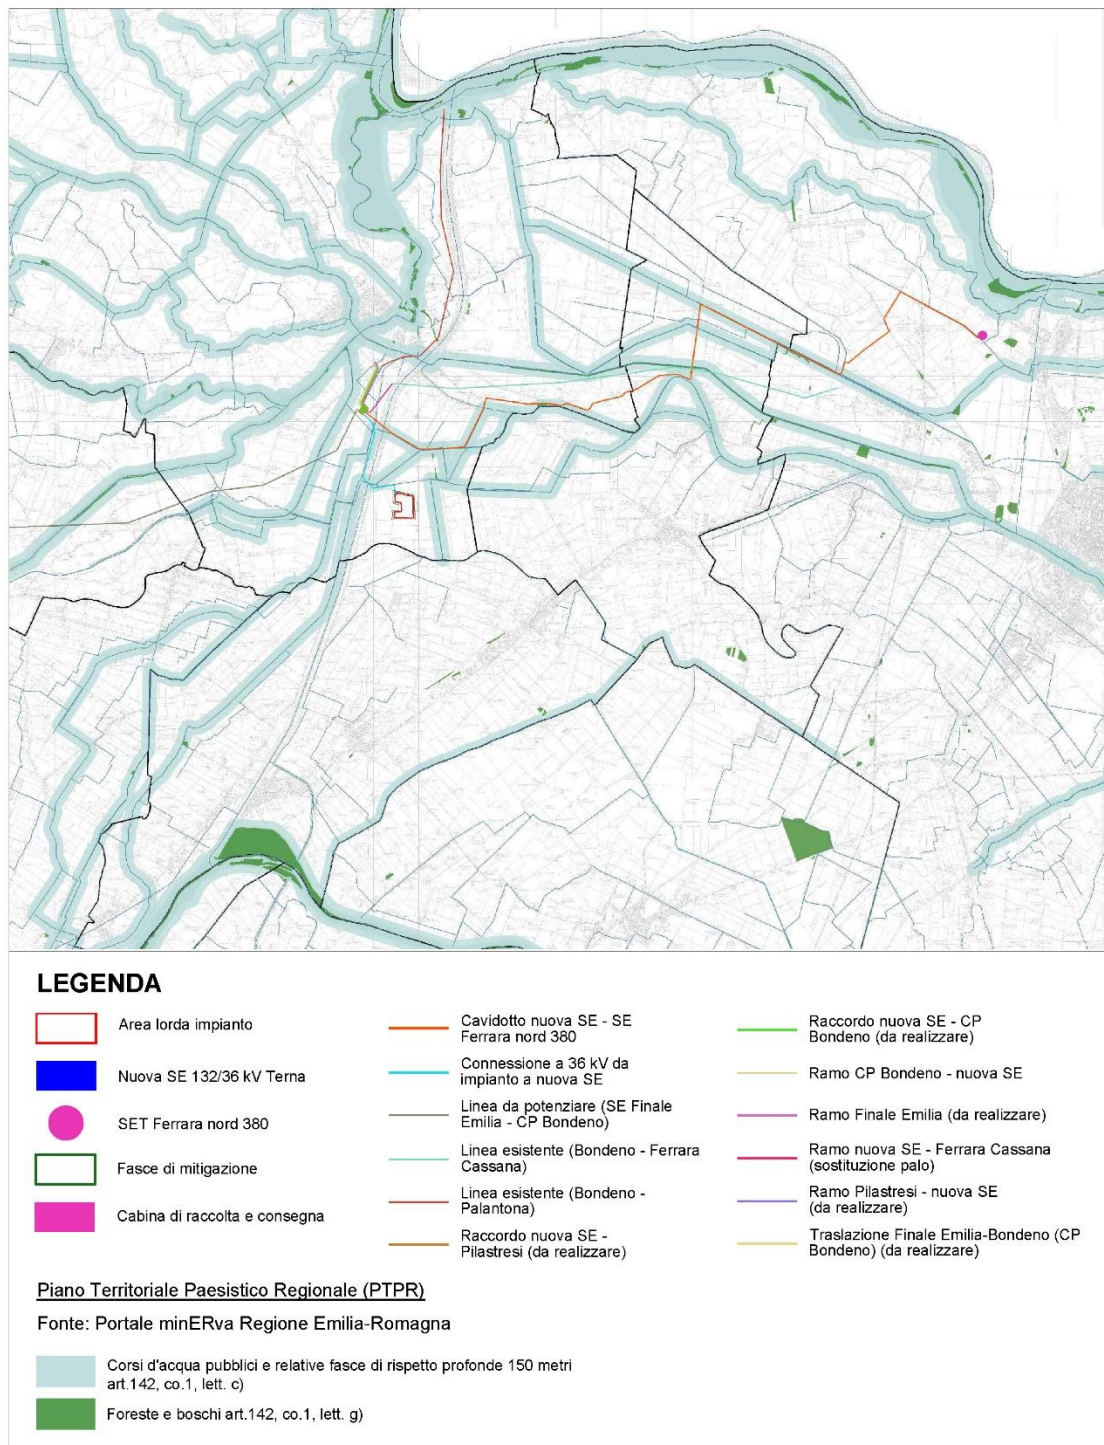 LEGENDA
Area lorda impianto
Nuova SE 132/36 kV Terna
SET Ferrara nord 380
Fasce di mitigazione
Cabina di raccolta e consegna
Cavidotto nuova SE - SE
Ferrara nord 380
Connessione a 36 kV da
impianto a nuova SE
Linea da potenziare (SE Finale
Emilia - CP Bondeno)
Linea esistente (Bondeno - Ferrara
Cassana)
Linea esistente (Bondeno -
Palantona)
Raccordo nuova SE -
Pilastresi (da realizzare)
Raccordo nuova SE - CP
Bondeno (da realizzare)
Ramo CP Bondeno - nuova SE
Ramo Finale Emilia (da realizzare)
Ramo nuova SE - Ferrara Cassana
(sostituzione palo)
Ramo Pilastresi - nuova SE
(da realizzare)
Traslazione Finale Emilia-Bondeno (CP
Bondeno) (da realizzare)
Piano Territoriale Paesistico Regionale (PTPR)
Fonte: Portale minERva Regione Emilia-Romagna
Corsi d'acqua pubblici e relative fasce di rispetto profonde 150 metri
art.142, co.1, lett. c)
Foreste e boschi art.142, co.1, lett. g)